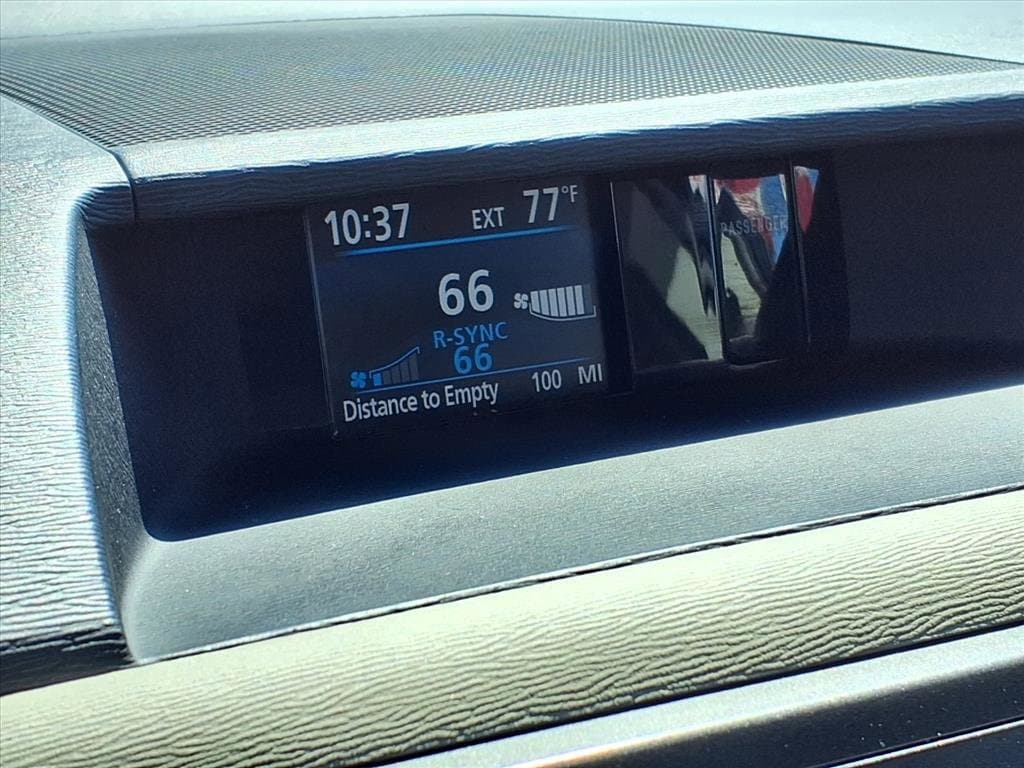 10:37 EXT 77°F
66
R-SYNC
66
Distance to Empty 100 MI
PASSENGER